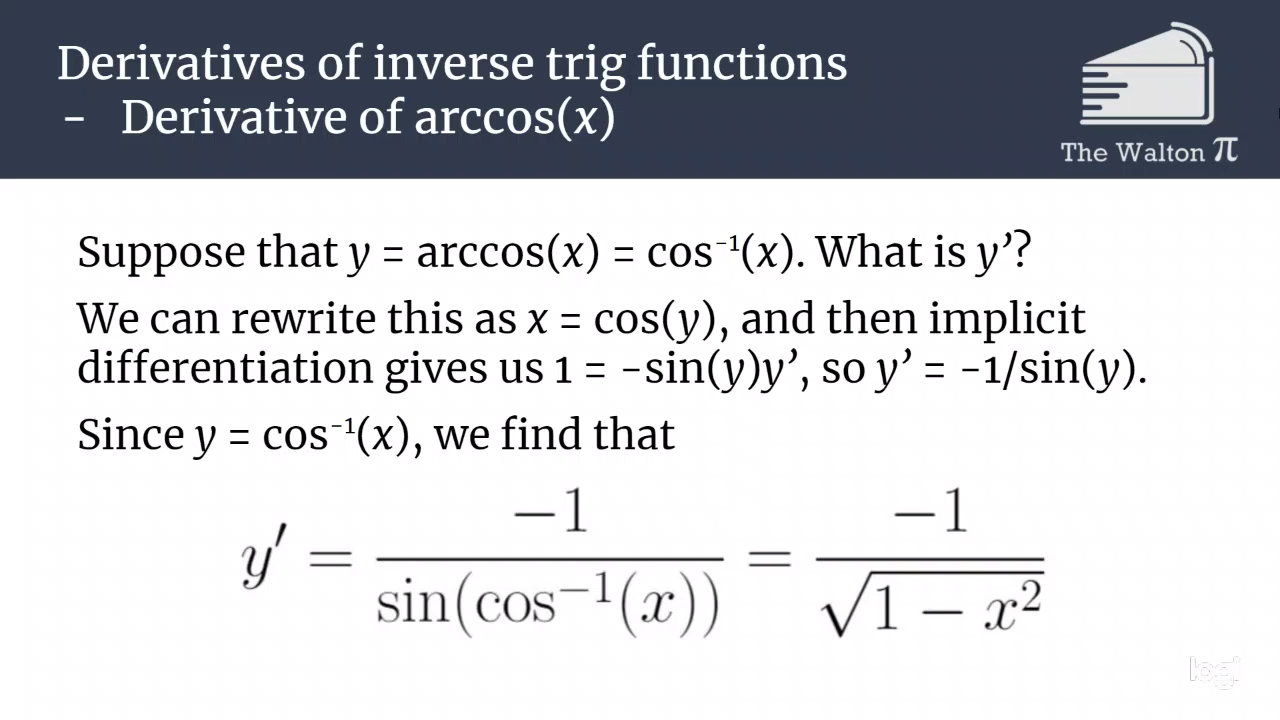 Derivatives of inverse trig functions
- Derivative of arccos(x)
The Walton π
Suppose that y = arccos(x) = cos⁻¹(x). What is y’?
We can rewrite this as x = cos(y), and then implicit
differentiation gives us 1 = -sin(y)y’, so y’ = -1/sin(y).
Since y = cos⁻¹(x), we find that
y′ = −1/sin(cos⁻¹(x)) = −1/√(1 − x²)
logi